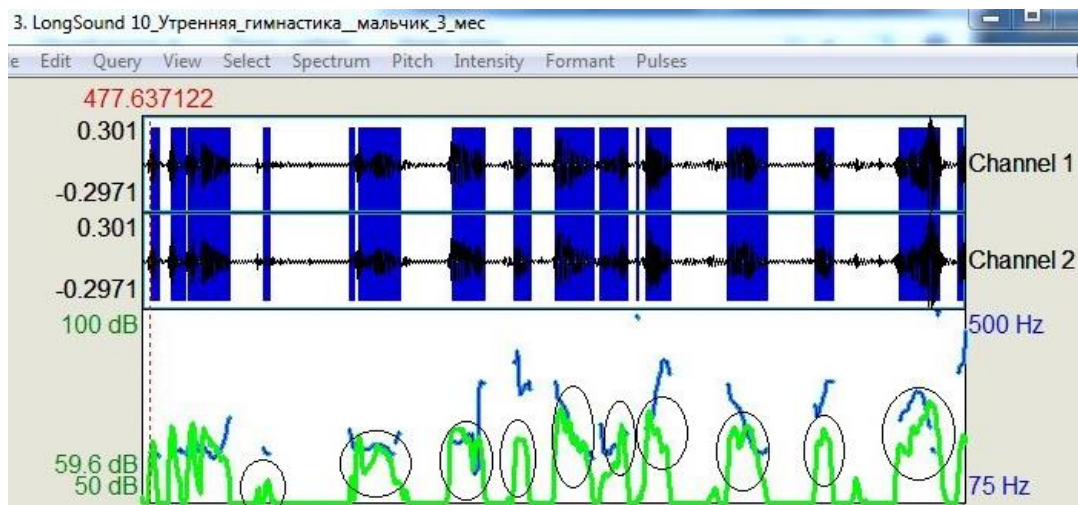 3. LongSound 10_Утренняя_гимнастика__мальчик_3_мес
Edit Query View Select Spectrum Pitch Intensity Formant Pulses
477.637122
0.301
Channel 1
-0.2971
0.301
Channel 2
-0.2971
100 dB
500 Hz
59.6 dB
50 dB
75 Hz